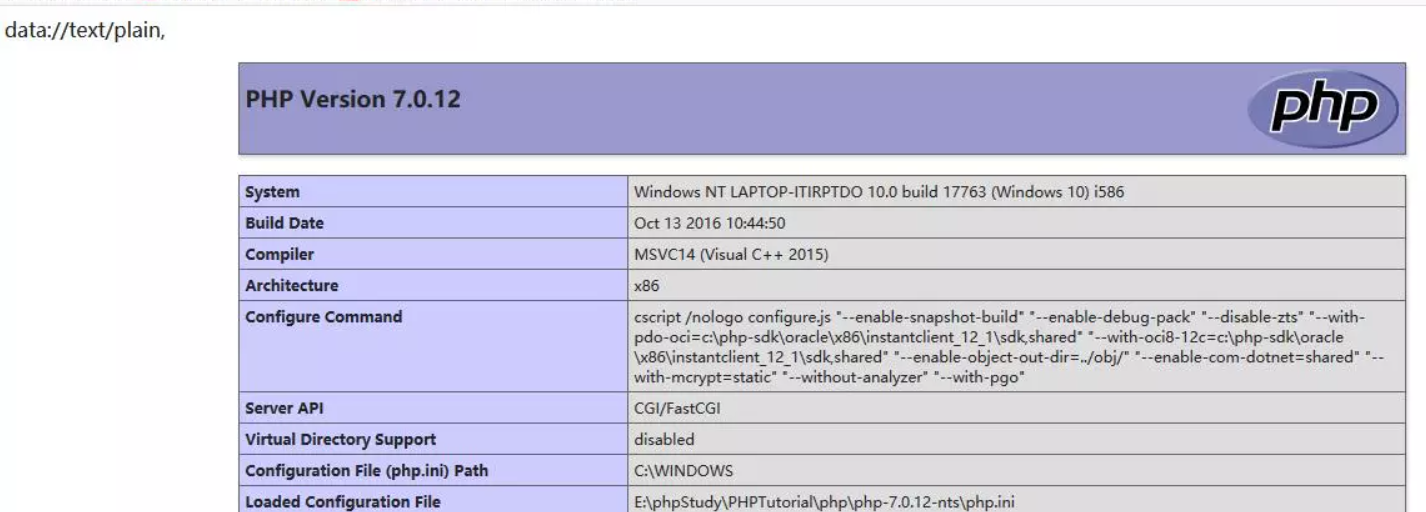 data://text/plain,
PHP Version 7.0.12
php
System Windows NT LAPTOP-ITIRPTDO 10.0 build 17763 (Windows 10) i586
Build Date Oct 13 2016 10:44:50
Compiler MSVC14 (Visual C++ 2015)
Architecture x86
Configure Command cscript /nologo configure.js "--enable-snapshot-build" "--enable-debug-pack" "--disable-zts" "--with-
pdo-oci=c:\php-sdk\oracle\x86\instantclient_12_1\sdk,shared" "--with-oci8-12c=c:\php-sdk\oracle
\x86\instantclient_12_1\sdk,shared" "--enable-object-out-dir=../obj/" "--enable-com-dotnet=shared" "--
with-mcrypt=static" "--without-analyzer" "--with-pgo"
Server API CGI/FastCGI
Virtual Directory Support disabled
Configuration File (php.ini) Path C:\WINDOWS
Loaded Configuration File E:\phpStudy\PHPTutorial\php\php-7.0.12-nts\php.ini